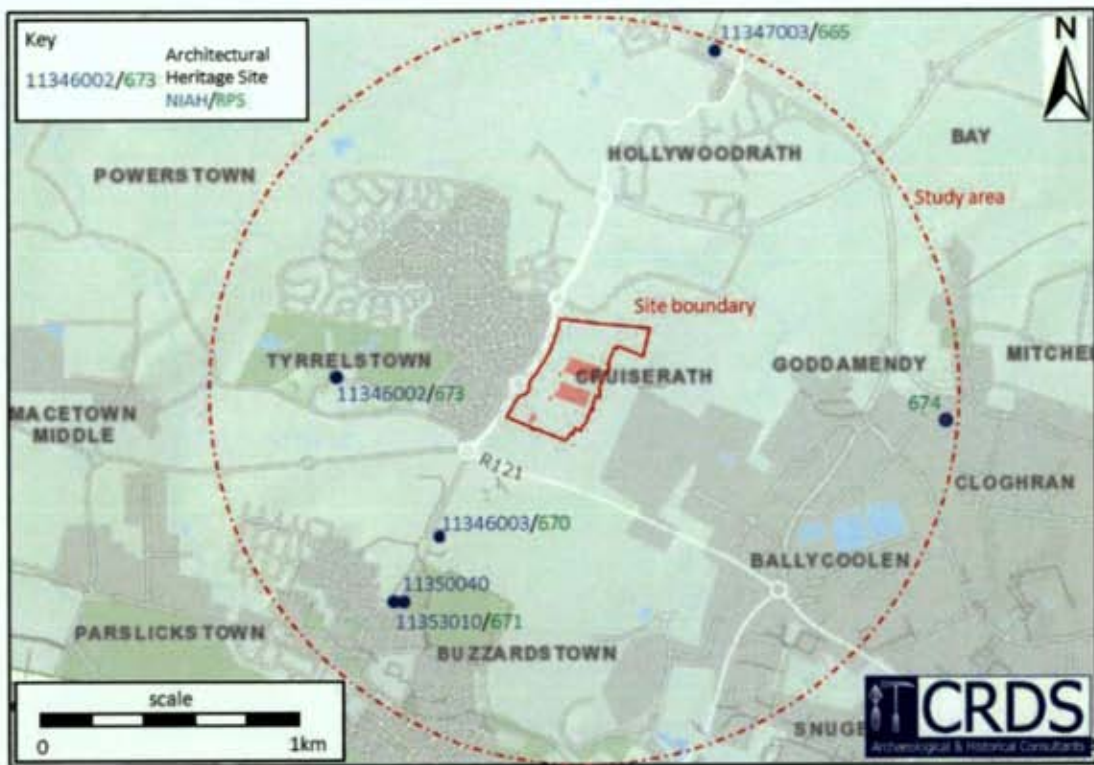 Key
11346002/673
Architectural
Heritage Site
NIAH/RPS
11347003/665
N
BAY
HOLLYWOODRATH
POWERSTOWN
Study area
Site boundary
TYRRELSTOWN
11346002/673
CRUISERATH
GODDAMENDY
674
MACETOWN
MIDDLE
R121
CLOGHRAN
11346003/670
BALLYCOOLEN
11350040
11353010/671
PARSLICKSTOWN
BUZZARDSTOWN
scale
0
1km
CRDS
Archaeological & Historical Consultants